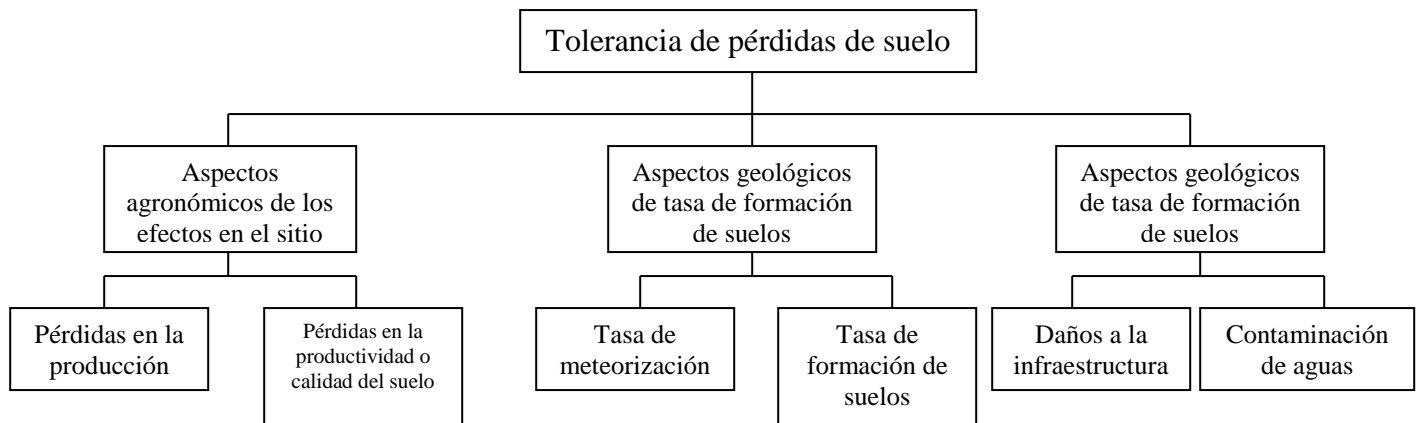 Tolerancia de pérdidas de suelo
Aspectos
agronómicos de los
efectos en el sitio
Aspectos geológicos
de tasa de formación
de suelos
Aspectos geológicos
de tasa de formación
de suelos
Pérdidas en la
producción
Pérdidas en la
productividad o
calidad del suelo
Tasa de
meteorización
Tasa de
formación de
suelos
Daños a la
infraestructura
Contaminación
de aguas